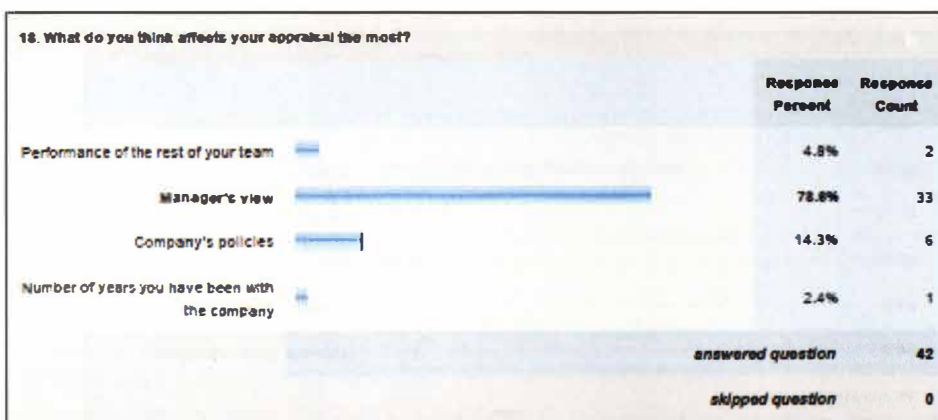 18. What do you think affects your appraisal the most?
Response Percent
Response Count
Performance of the rest of your team 4.8% 2
Manager's view 78.6% 33
Company's policies 14.3% 6
Number of years you have been with
the company 2.4% 1
answered question 42
skipped question 0